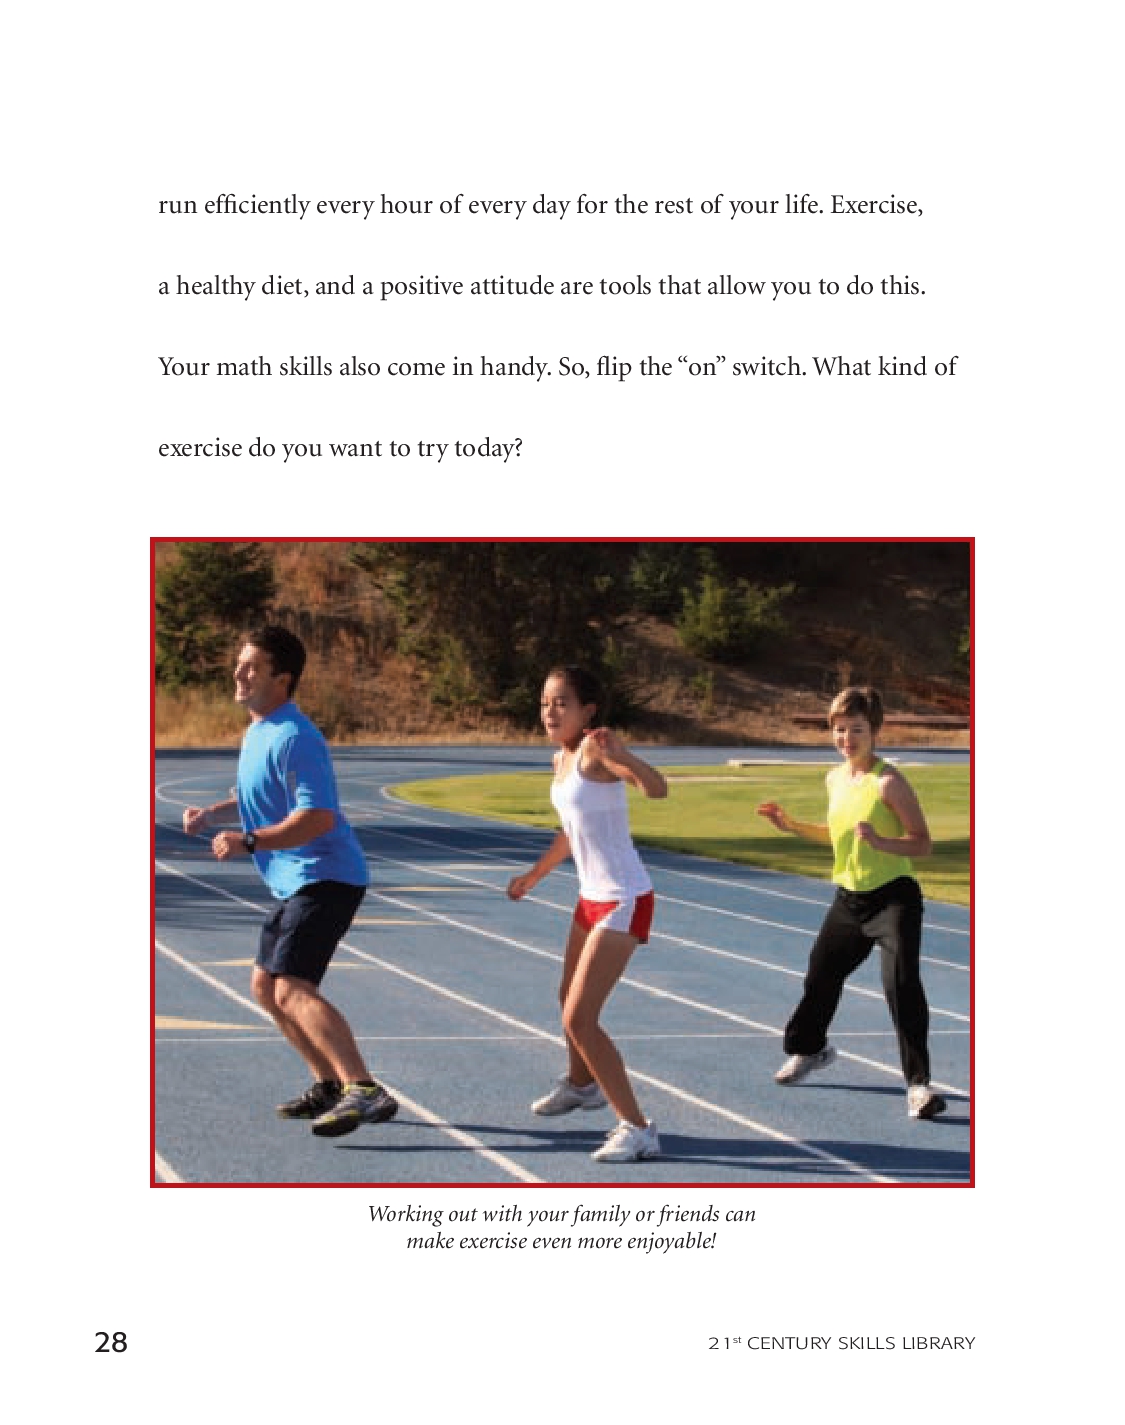 run efficiently every hour of every day for the rest of your life. Exercise,
a healthy diet, and a positive attitude are tools that allow you to do this.
Your math skills also come in handy. So, flip the “on” switch. What kind of
exercise do you want to try today?
Working out with your family or friends can
make exercise even more enjoyable!
28
21st CENTURY SKILLS LIBRARY